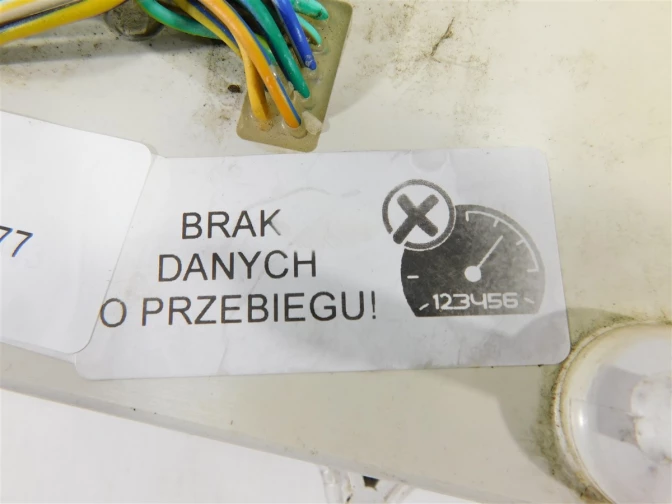 77
BRAK
DANYCH
O PRZEBIEGU!
123456